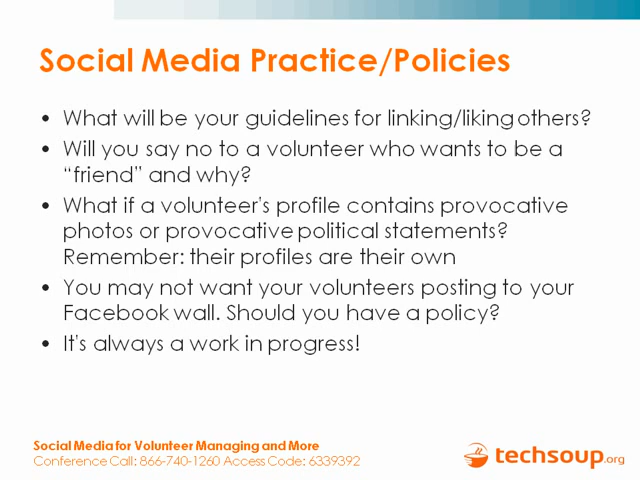 Social Media Practice/Policies
• What will be your guidelines for linking/liking others?
• Will you say no to a volunteer who wants to be a
“friend” and why?
• What if a volunteer's profile contains provocative
photos or provocative political statements?
Remember: their profiles are their own
• You may not want your volunteers posting to your
Facebook wall. Should you have a policy?
• It's always a work in progress!
Social Media for Volunteer Managing and More
Conference Call: 866-740-1260 Access Code: 6339392
techsoup.org